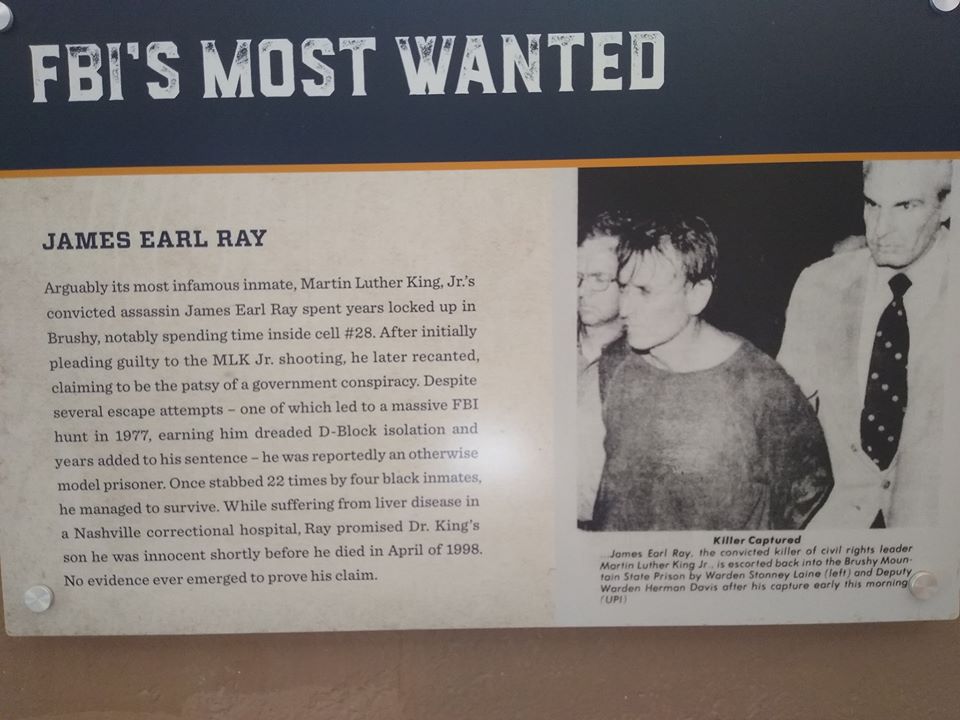 FBI'S MOST WANTED
JAMES EARL RAY
Arguably its most infamous inmate, Martin Luther King, Jr.'s
convicted assassin James Earl Ray spent years locked up in
Brushy, notably spending time inside cell #28. After initially
pleading guilty to the MLK Jr. shooting, he later recanted,
claiming to be the patsy of a government conspiracy. Despite
several escape attempts – one of which led to a massive FBI
hunt in 1977, earning him dreaded D-Block isolation and
years added to his sentence – he was reportedly an otherwise
model prisoner. Once stabbed 22 times by four black inmates,
he managed to survive. While suffering from liver disease in
a Nashville correctional hospital, Ray promised Dr. King's
son he was innocent shortly before he died in April of 1998.
No evidence ever emerged to prove his claim.
Killer Captured
...James Earl Ray, the convicted killer of civil rights leader
Martin Luther King Jr., is escorted back into the Brushy Moun-
tain State Prison by Warden Stonney Laine (left) and Deputy
Warden Herman Davis after his capture early this morning
(UPI)